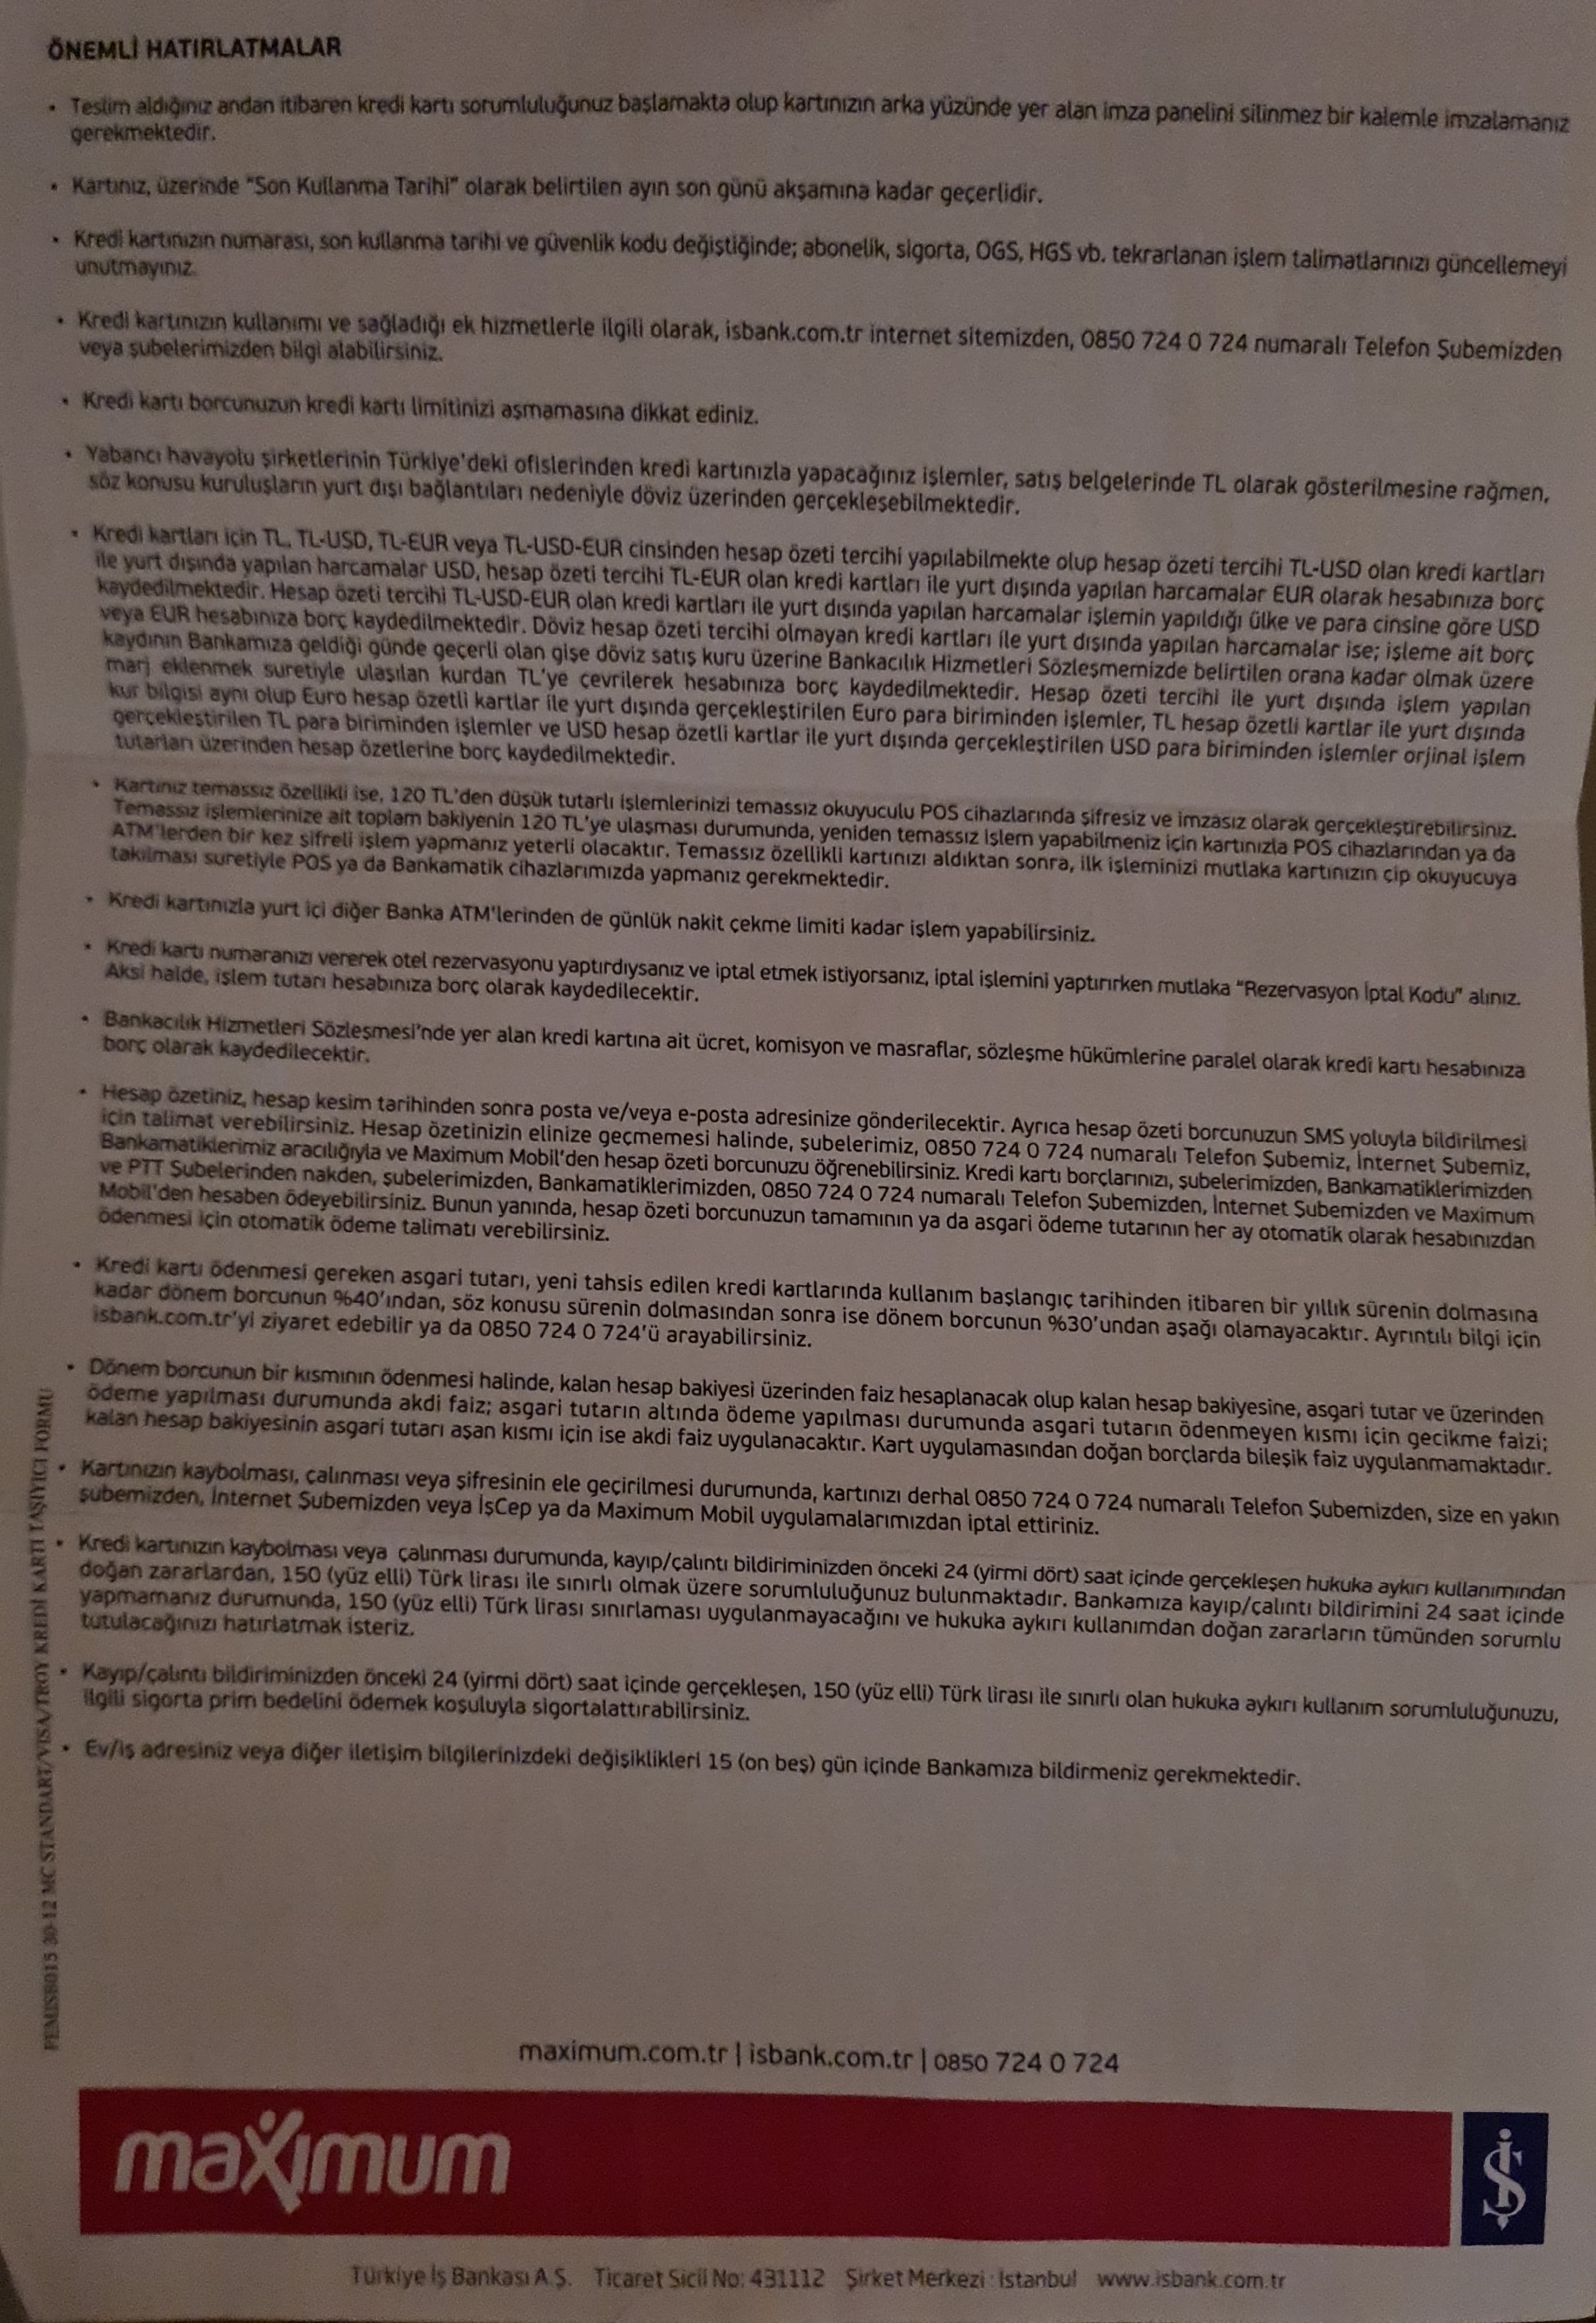 ÖNEMLİ HATIRLATMALAR
• Teslim aldığınız andan itibaren kredi kartı sorumluluğunuz başlamakta olup kartınızın arka yüzünde yer alan imza panelini silinmez bir kalemle imzalamanız
gerekmektedir.
• Kartınız, üzerinde "Son Kullanma Tarihi" olarak belirtilen ayın son günü akşamına kadar geçerlidir.
• Kredi kartınızın numarası, son kullanma tarihi ve güvenlik kodu değiştiğinde; abonelik, sigorta, OGS, HGS vb. tekrarlanan işlem talimatlarınızı güncellemeyi
unutmayınız.
• Kredi kartınızın kullanımı ve sağladığı ek hizmetlerle ilgili olarak, isbank.com.tr internet sitemizden, 0850 724 0 724 numaralı Telefon Şubemizden
veya şubelerimizden bilgi alabilirsiniz.
• Kredi kartı borcunuzun kredi kartı limitinizi aşmamasına dikkat ediniz.
• Yabancı havayolu şirketlerinin Türkiye'deki ofislerinden kredi kartınızla yapacağınız işlemler, satış belgelerinde TL olarak gösterilmesine rağmen,
söz konusu kuruluşların yurt dışı bağlantıları nedeniyle döviz üzerinden gerçekleşebilmektedir.
• Kredi kartları için TL, TL-USD, TL-EUR veya TL-USD-EUR cinsinden hesap özeti tercihi yapılabilmekte olup hesap özeti tercihi TL-USD olan kredi kartları
ile yurt dışında yapılan harcamalar USD, hesap özeti tercihi TL-EUR olan kredi kartları ile yurt dışında yapılan harcamalar EUR olarak hesabınıza borç
kaydedilmektedir. Hesap özeti tercihi TL-USD-EUR olan kredi kartları ile yurt dışında yapılan harcamalar işlemin yapıldığı ülke ve para cinsine göre USD
veya EUR hesabınıza borç kaydedilmektedir. Döviz hesap özeti tercihi olmayan kredi kartları ile yurt dışında yapılan harcamalar ise; işleme ait borç
kaydının Bankamıza geldiği günde geçerli olan gişe döviz satış kuru üzerine Bankacılık Hizmetleri Sözleşmemizde belirtilen orana kadar olmak üzere
marj eklenmek suretiyle ulaşılan kurdan TL'ye çevrilerek hesabınıza borç kaydedilmektedir. Hesap özeti tercihi ile yurt dışında işlem yapılan
kur bilgisi aynı olup Euro hesap özetli kartlar ile yurt dışında gerçekleştirilen Euro para biriminden işlemler, TL hesap özetli kartlar ile yurt dışında
gerçekleştirilen TL para biriminden işlemler ve USD hesap özetli kartlar ile yurt dışında gerçekleştirilen USD para biriminden işlemler orjinal işlem
tutarları üzerinden hesap özetlerine borç kaydedilmektedir.
• Kartınız temassız özellikli ise, 120 TL'den düşük tutarlı işlemlerinizi temassız okuyuculu POS cihazlarında şifresiz ve imzasız olarak gerçekleştirebilirsiniz.
Temassız işlemlerinize ait toplam bakiyenin 120 TL'ye ulaşması durumunda, yeniden temassız işlem yapabilmeniz için kartınızla POS cihazlarından ya da
ATM'lerden bir kez şifreli işlem yapmanız yeterli olacaktır. Temassız özellikli kartınızı aldıktan sonra, ilk işleminizi mutlaka kartınızın çip okuyucuya
takılması suretiyle POS ya da Bankamatik cihazlarımızda yapmanız gerekmektedir.
• Kredi kartınızla yurt içi diğer Banka ATM'lerinden de günlük nakit çekme limiti kadar işlem yapabilirsiniz.
• Kredi kartı numaranızı vererek otel rezervasyonu yaptırdıysanız ve iptal etmek istiyorsanız, iptal işlemini yaptırırken mutlaka "Rezervasyon İptal Kodu" alınız.
Aksi halde, işlem tutarı hesabınıza borç olarak kaydedilecektir.
• Bankacılık Hizmetleri Sözleşmesi'nde yer alan kredi kartına ait ücret, komisyon ve masraflar, sözleşme hükümlerine paralel olarak kredi kartı hesabınıza
borç olarak kaydedilecektir.
• Hesap özetiniz, hesap kesim tarihinden sonra posta ve/veya e-posta adresinize gönderilecektir. Ayrıca hesap özeti borcunuzun SMS yoluyla bildirilmesi
için talimat verebilirsiniz. Hesap özetinizin elinize geçmemesi halinde, şubelerimiz, 0850 724 0 724 numaralı Telefon Şubemiz, İnternet Şubemiz,
Bankamatiklerimiz aracılığıyla ve Maximum Mobil'den hesap özeti borcunuzu öğrenebilirsiniz. Kredi kartı borçlarınızı, şubelerimizden, Bankamatiklerimizden
ve PTT Şubelerinden nakden, şubelerimizden, Bankamatiklerimizden, 0850 724 0 724 numaralı Telefon Şubemizden, İnternet Şubemizden ve Maximum
Mobil'den hesaben ödeyebilirsiniz. Bunun yanında, hesap özeti borcunuzun tamamının ya da asgari ödeme tutarının her ay otomatik olarak hesabınızdan
ödenmesi için otomatik ödeme talimatı verebilirsiniz.
• Kredi kartı ödenmesi gereken asgari tutarı, yeni tahsis edilen kredi kartlarında kullanım başlangıç tarihinden itibaren bir yıllık sürenin dolmasına
kadar dönem borcunun %40'ından, söz konusu sürenin dolmasından sonra ise dönem borcunun %30'undan aşağı olamayacaktır. Ayrıntılı bilgi için
isbank.com.tr'yi ziyaret edebilir ya da 0850 724 0 724'ü arayabilirsiniz.
• Dönem borcunun bir kısmının ödenmesi halinde, kalan hesap bakiyesi üzerinden faiz hesaplanacak olup kalan hesap bakiyesine, asgari tutar ve üzerinden
ödeme yapılması durumunda akdi faiz; asgari tutarın altında ödeme yapılması durumunda asgari tutarın ödenmeyen kısmı için gecikme faizi;
kalan hesap bakiyesinin asgari tutarı aşan kısmı için ise akdi faiz uygulanacaktır. Kart uygulamasından doğan borçlarda bileşik faiz uygulanmamaktadır.
• Kartınızın kaybolması, çalınması veya şifresinin ele geçirilmesi durumunda, kartınızı derhal 0850 724 0 724 numaralı Telefon Şubemizden, size en yakın
şubemizden, İnternet Şubemizden veya İşCep ya da Maximum Mobil uygulamalarımızdan iptal ettiriniz.
• Kredi kartınızın kaybolması veya çalınması durumunda, kayıp/çalıntı bildiriminizden önceki 24 (yirmi dört) saat içinde gerçekleşen hukuka aykırı kullanımından
doğan zararlardan, 150 (yüz elli) Türk lirası ile sınırlı olmak üzere sorumluluğunuz bulunmaktadır. Bankamıza kayıp/çalıntı bildirimini 24 saat içinde
yapmamanız durumunda, 150 (yüz elli) Türk lirası sınırlaması uygulanmayacağını ve hukuka aykırı kullanımdan doğan zararların tümünden sorumlu
tutulacağınızı hatırlatmak isteriz.
• Kayıp/çalıntı bildiriminizden önceki 24 (yirmi dört) saat içinde gerçekleşen, 150 (yüz elli) Türk lirası ile sınırlı olan hukuka aykırı kullanım sorumluluğunuzu,
ilgili sigorta prim bedelini ödemek koşuluyla sigortalattırabilirsiniz.
• Ev/iş adresiniz veya diğer iletişim bilgilerinizdeki değişiklikleri 15 (on beş) gün içinde Bankamıza bildirmeniz gerekmektedir.
PEMISB015 30-12 MC STANDART/VISA/TROY KREDİ KARTI TAŞIYICI FORMU
maximum.com.tr | isbank.com.tr | 0850 724 0 724
maximum
İŞ
Türkiye İş Bankası A.Ş. Ticaret Sicil No: 431112 Şirket Merkezi : İstanbul www.isbank.com.tr